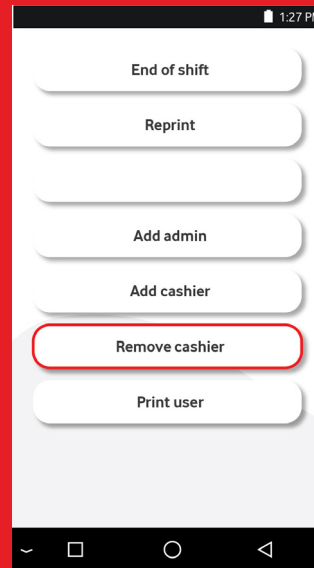 1:27 PM
End of shift
Reprint
Add admin
Add cashier
Remove cashier
Print user